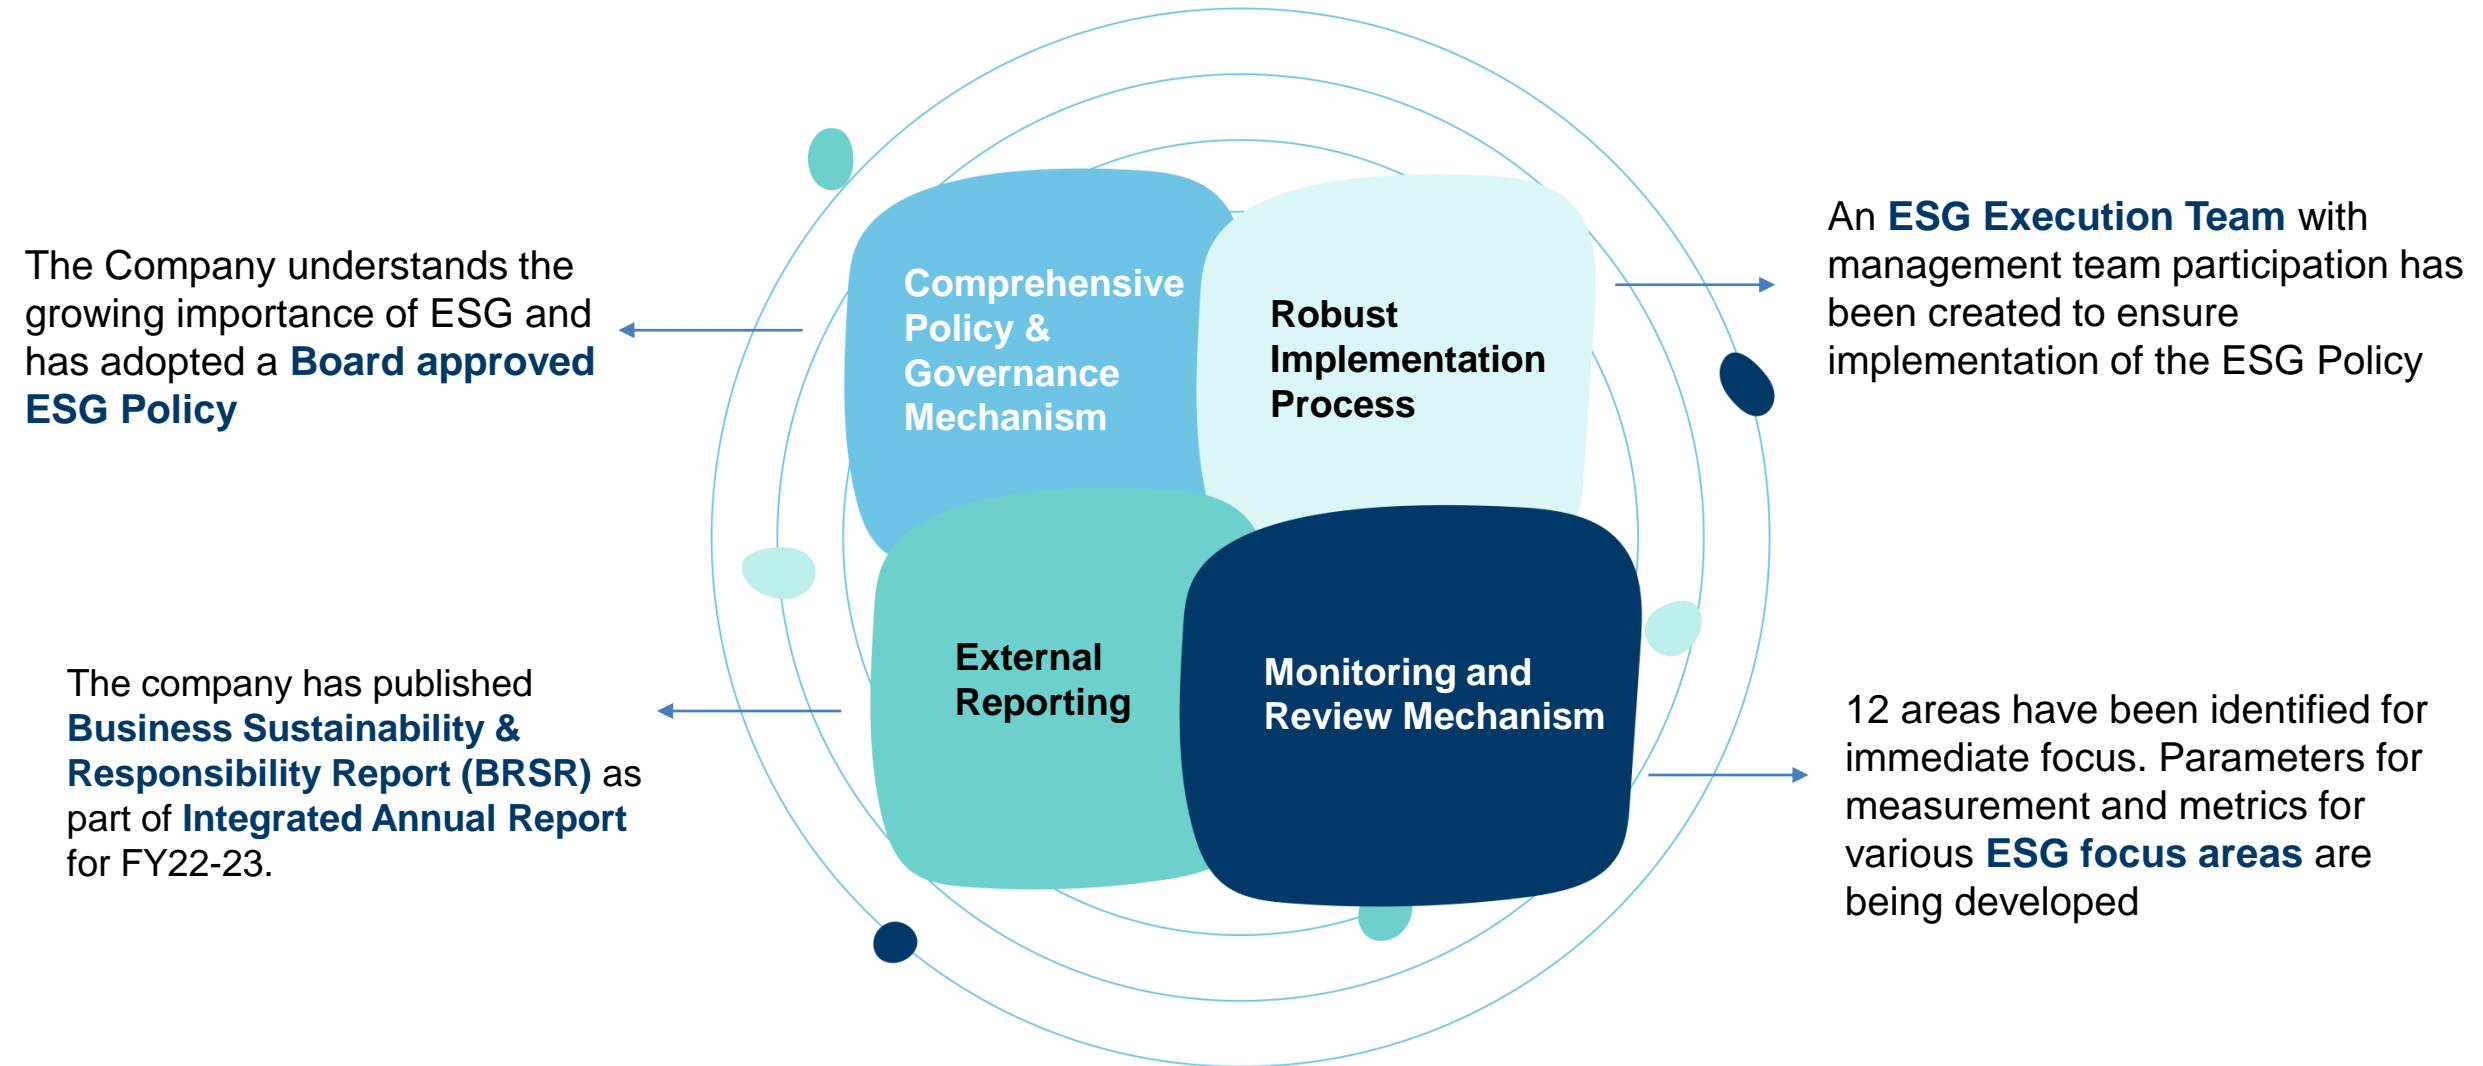 The Company understands the
growing importance of ESG and
has adopted a Board approved
ESG Policy
Comprehensive
Policy &
Governance
Mechanism
Robust
Implementation
Process
An ESG Execution Team with
management team participation has
been created to ensure
implementation of the ESG Policy
The company has published
Business Sustainability &
Responsibility Report (BRSR) as
part of Integrated Annual Report
for FY22-23.
External
Reporting
Monitoring and
Review Mechanism
12 areas have been identified for
immediate focus. Parameters for
measurement and metrics for
various ESG focus areas are
being developed